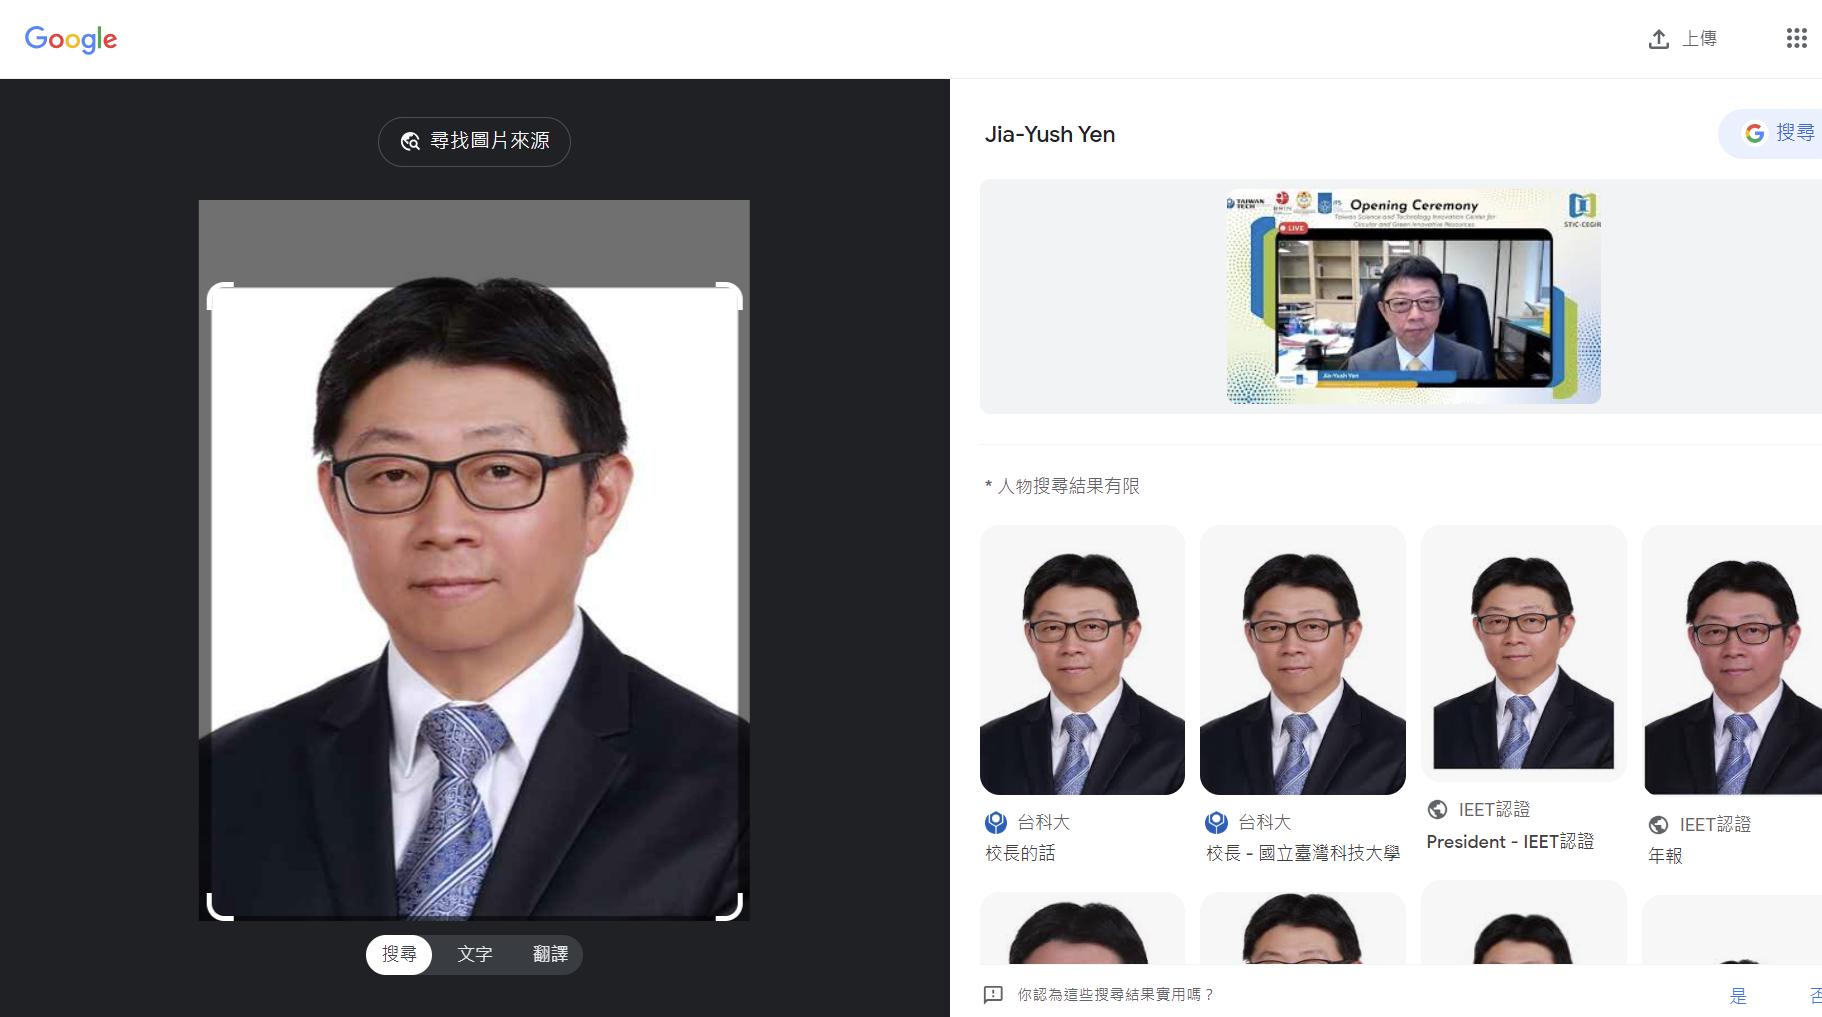 Google
上傳
尋找圖片來源
Jia-Yush Yen
搜尋
TAIWAN TECH
ITS
Opening Ceremony
Taiwan Science and Technology Innovation Center for
Circular and Green Innovative Resources
STIC-CEGIR
LIVE
Jia-Yush Yen
* 人物搜尋結果有限
台科大
校長的話
台科大
校長 - 國立臺灣科技大學
IEET認證
President - IEET認證
IEET認證
年報
搜尋
文字
翻譯
你認為這些搜尋結果實用嗎？
是